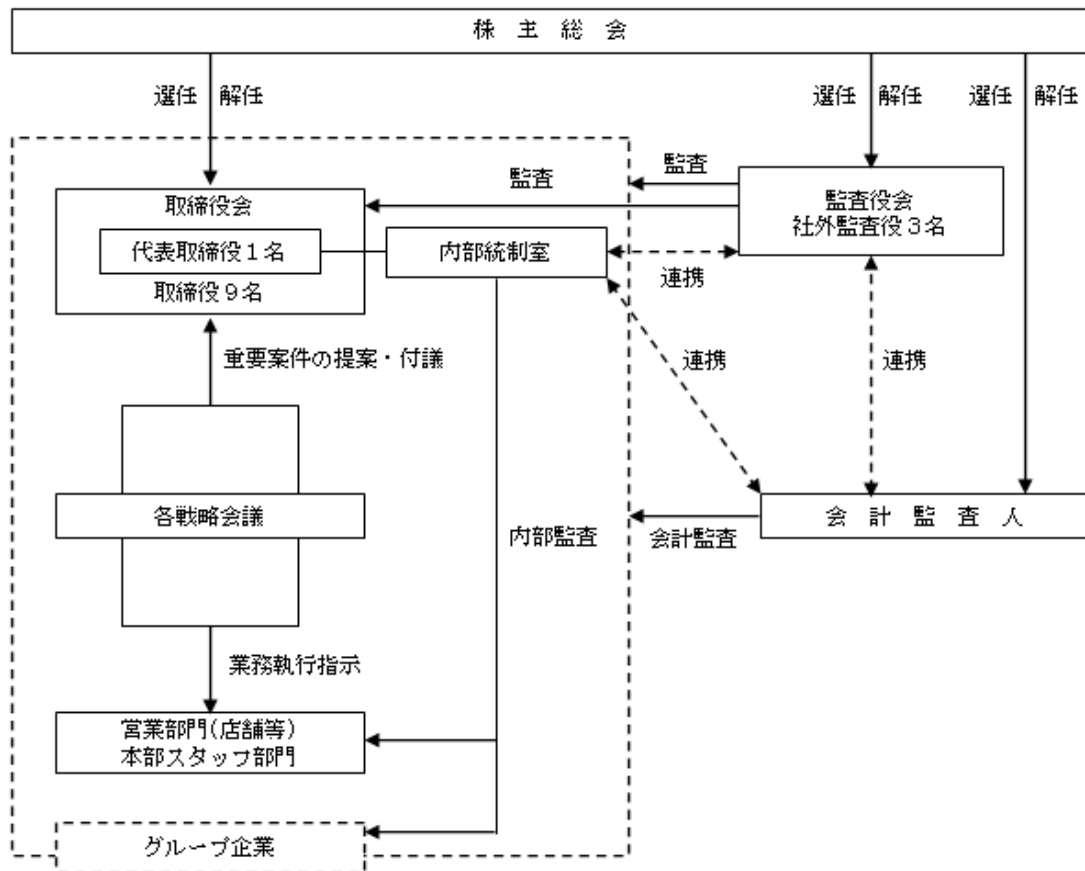 株主総会
選任 解任
選任 解任
選任 解任
取締役会
代表取締役1名
取締役9名
内部統制室
監査
監査
監査役会
社外監査役3名
連携
連携
連携
重要案件の提案・付議
各戦略会議
内部監査
会計監査
会計監査人
業務執行指示
営業部門(店舗等)
本部スタッフ部門
グループ企業